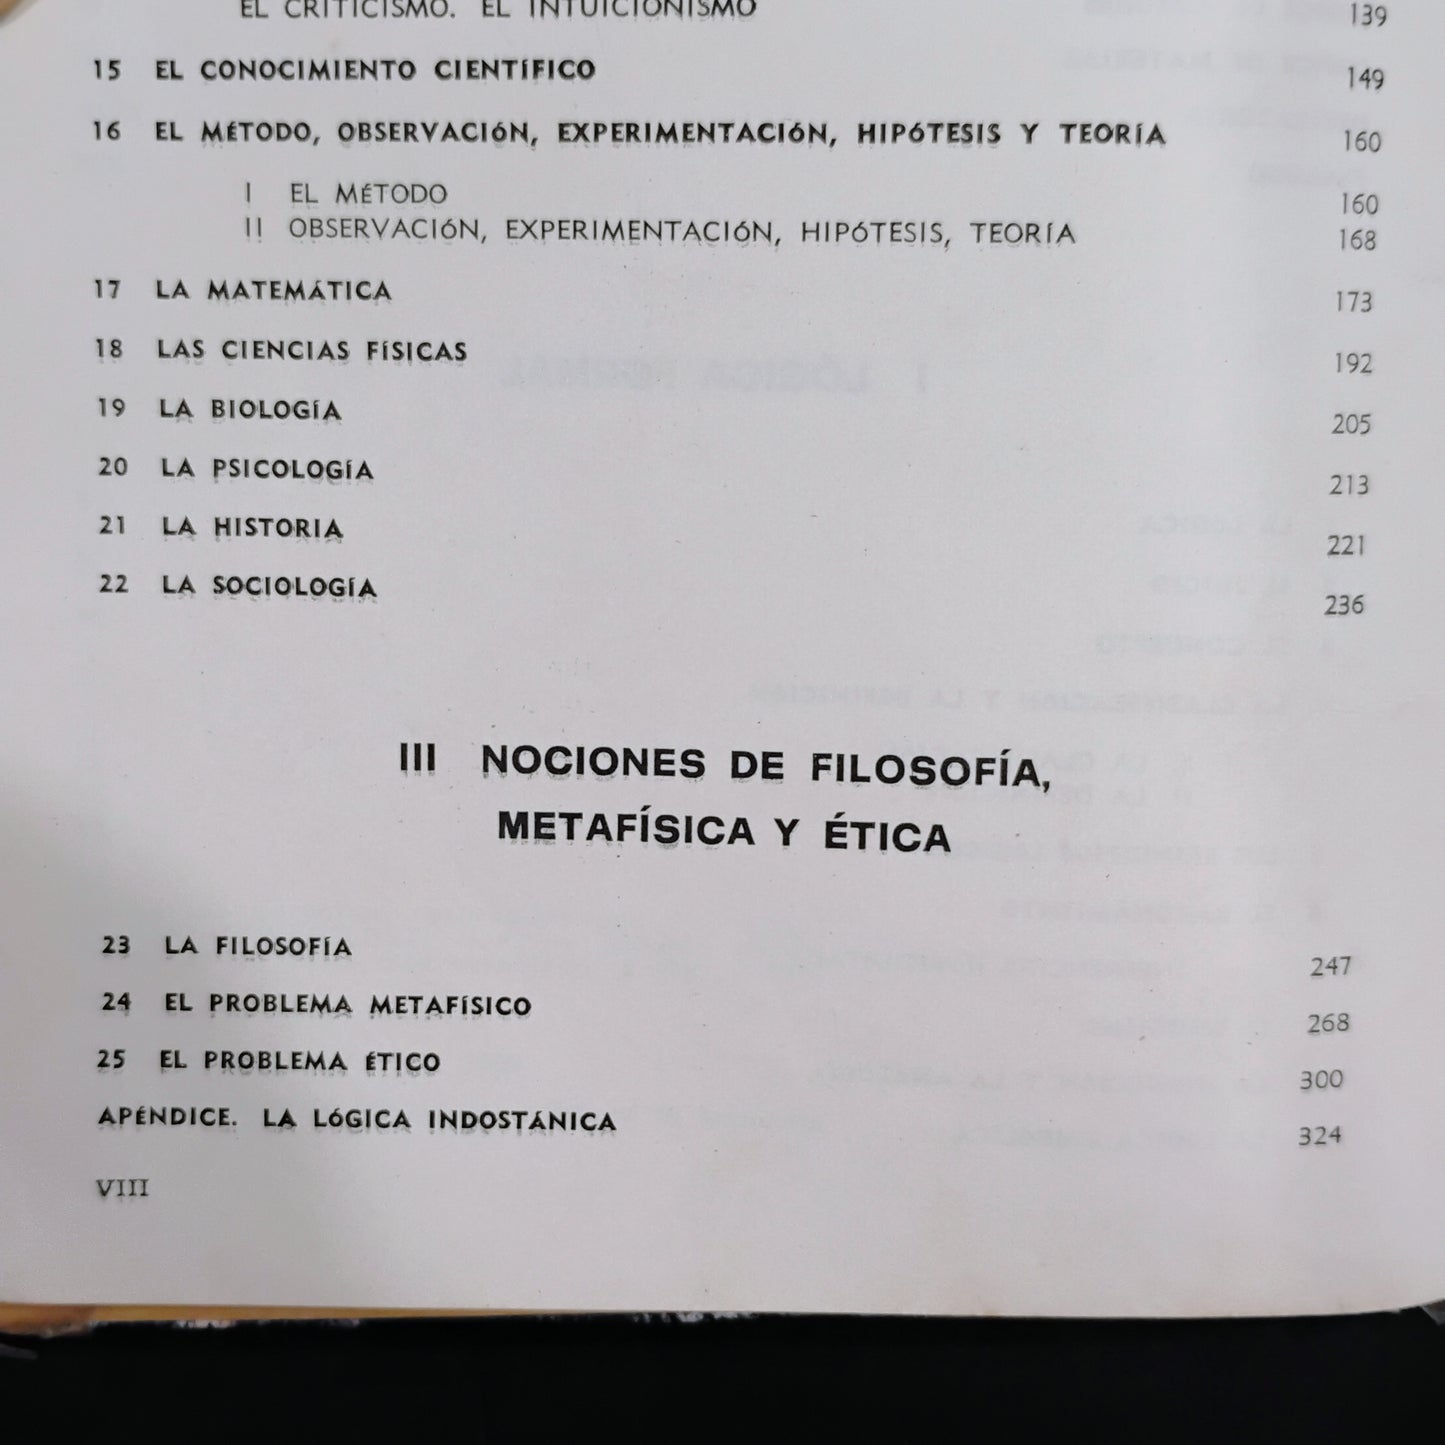 EL CRITICISMO. EL INTUICIONISMO 139
15 EL CONOCIMIENTO CIENTÍFICO 149
16 EL MÉTODO, OBSERVACIÓN, EXPERIMENTACIÓN, HIPÓTESIS Y TEORÍA 160
I EL MÉTODO 160
II OBSERVACIÓN, EXPERIMENTACIÓN, HIPÓTESIS, TEORÍA 168
17 LA MATEMÁTICA 173
18 LAS CIENCIAS FÍSICAS 192
19 LA BIOLOGÍA 205
20 LA PSICOLOGÍA 213
21 LA HISTORIA 221
22 LA SOCIOLOGÍA 236
III NOCIONES DE FILOSOFÍA,
METAFÍSICA Y ÉTICA
23 LA FILOSOFÍA 247
24 EL PROBLEMA METAFÍSICO 268
25 EL PROBLEMA ÉTICO 300
APÉNDICE. LA LÓGICA INDOSTÁNICA 324
VIII